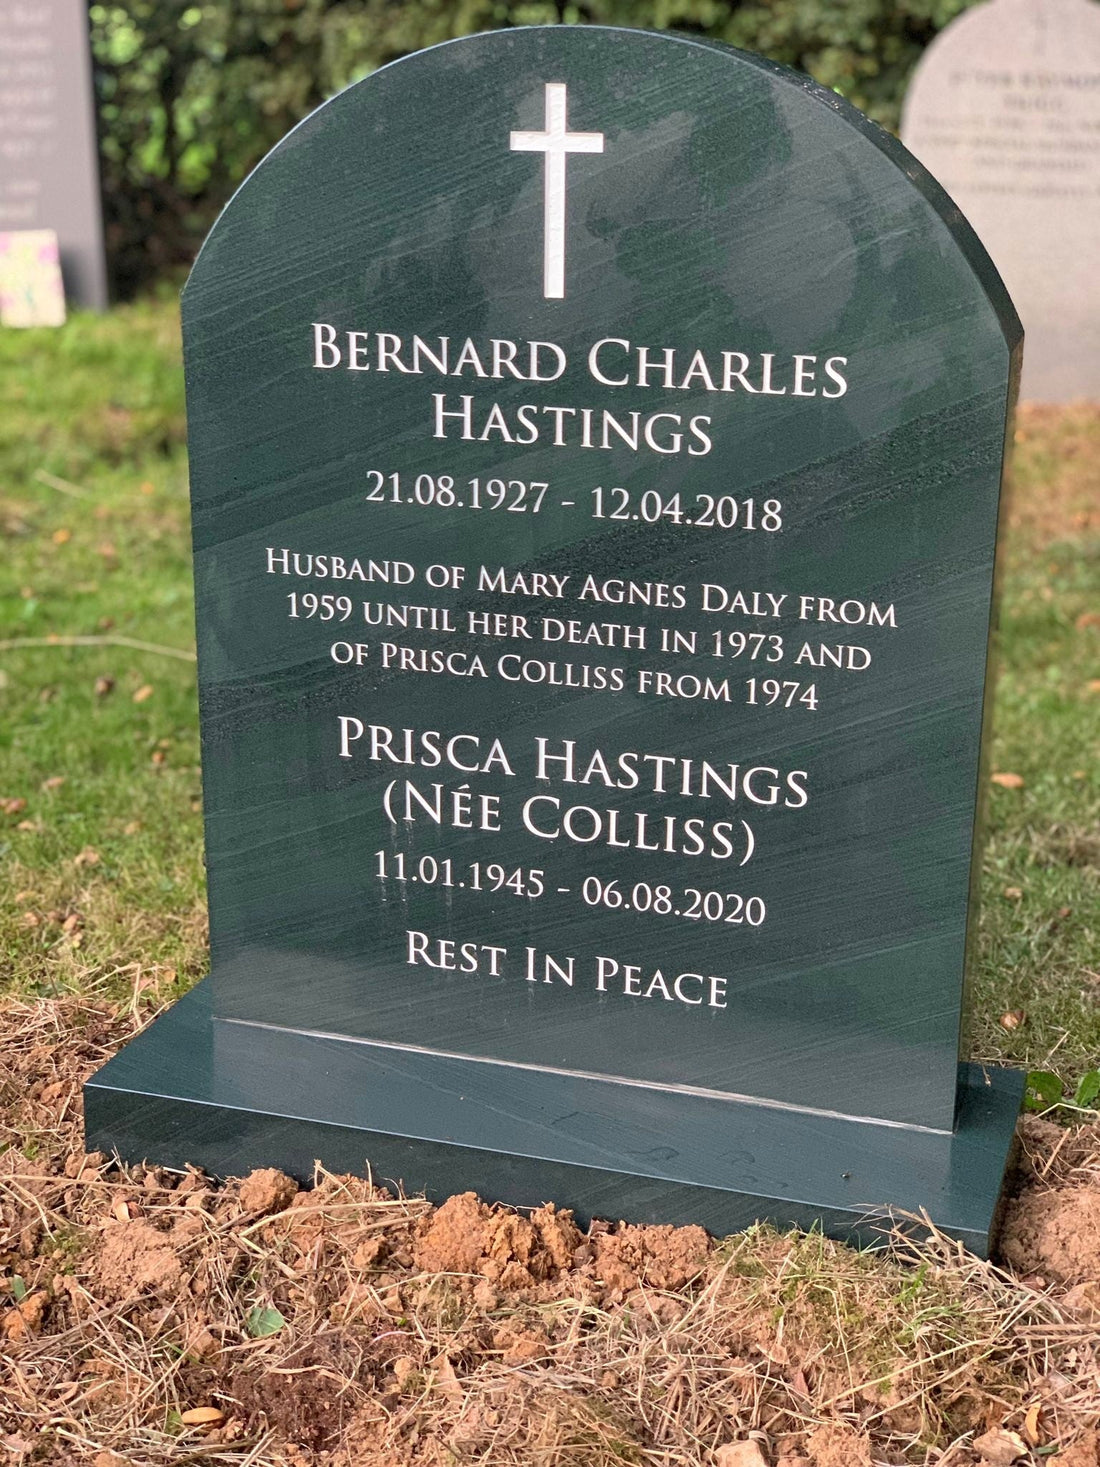 Bernard Charles
Hastings
21.08.1927 - 12.04.2018
Husband of Mary Agnes Daly from
1959 until her death in 1973 and
of Prisca Colliss from 1974
Prisca Hastings
(Née Colliss)
11.01.1945 - 06.08.2020
Rest In Peace